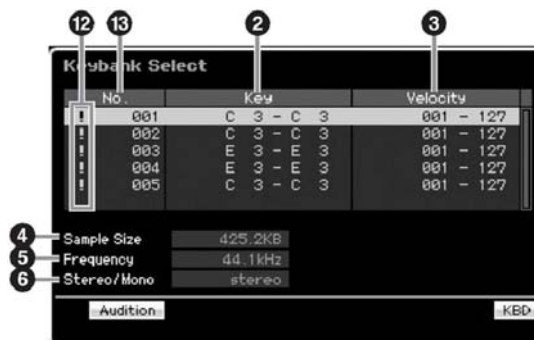 12 13 2 3
Keybank Select
No. Key Velocity
! 001 C 3 - C 3 001 - 127
! 002 C 3 - C 3 001 - 127
! 003 E 3 - E 3 001 - 127
! 004 E 3 - E 3 001 - 127
! 005 C 3 - C 3 001 - 127
4 Sample Size 425.2KB
5 Frequency 44.1kHz
6 Stereo/Mono stereo
Audition KBD